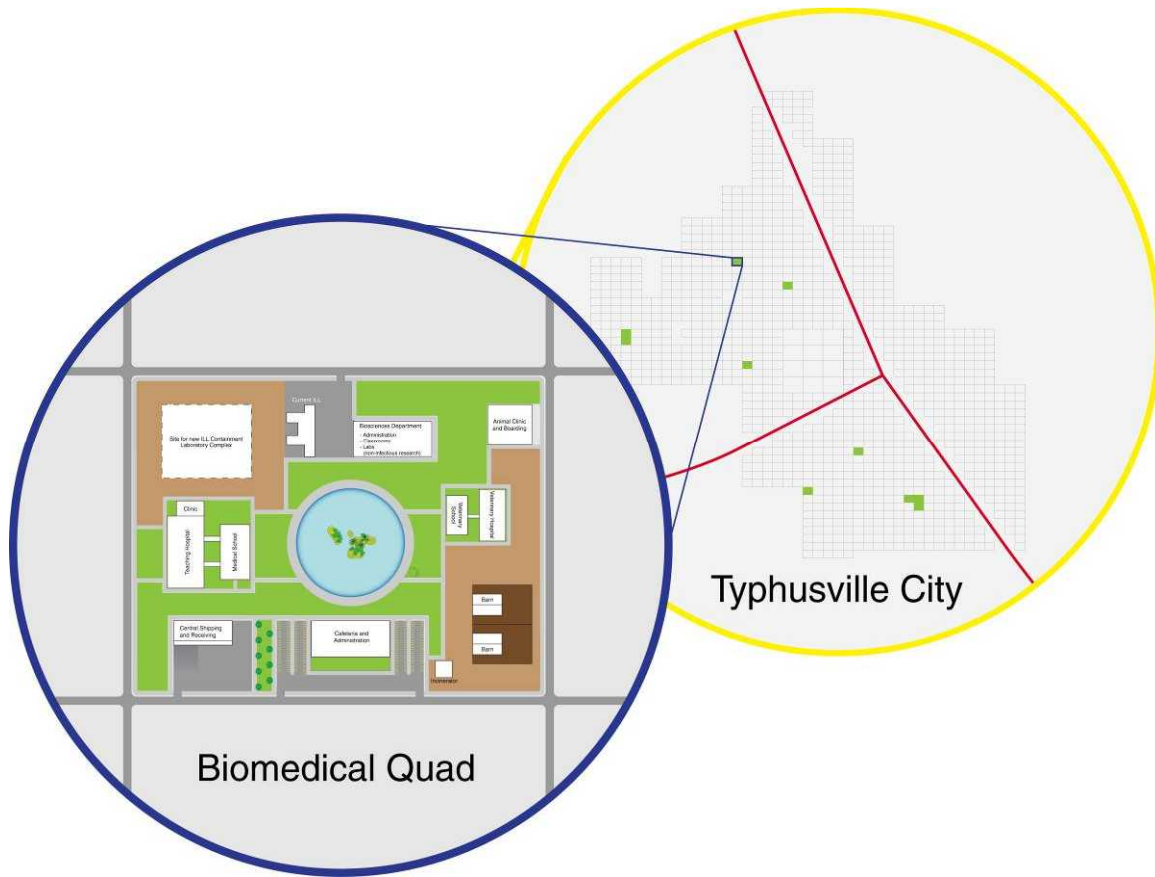 Typhusville City
Current ILL
Site for new ILL Containment
Laboratory Complex
Biosciences Department
- Administration
- Classrooms
- Labs
(non-infectious research)
Animal Clinic
and Boarding
Clinic
Teaching Hospital
Medical School
Veterinary
School
Veterinary Hospital
Barn
Barn
Central Shipping
and Receiving
Cafeteria and
Administration
Incinerator
Biomedical Quad